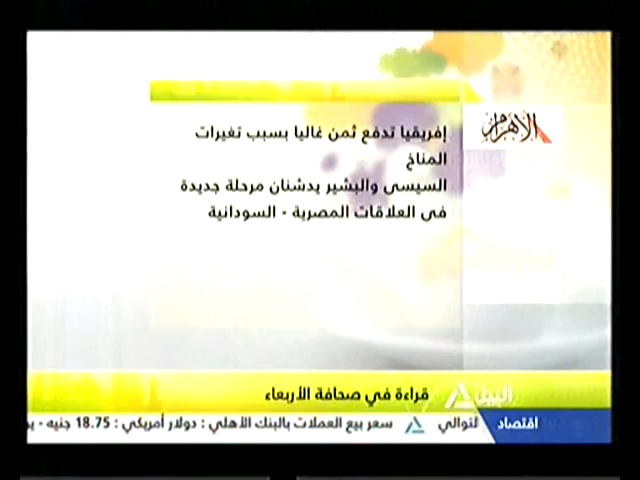 الأهرام
إفريقيا تدفع ثمن غاليا بسبب تغيرات
المناخ
السيسى والبشير يدشنان مرحلة جديدة
فى العلاقات المصرية - السودانية
قراءة في صحافة الأربعاء
النيل
اقتصاد
لتوالي سعر بيع العملات بالبنك الأهلي : دولار أمريكي : 18.75 جنيه -